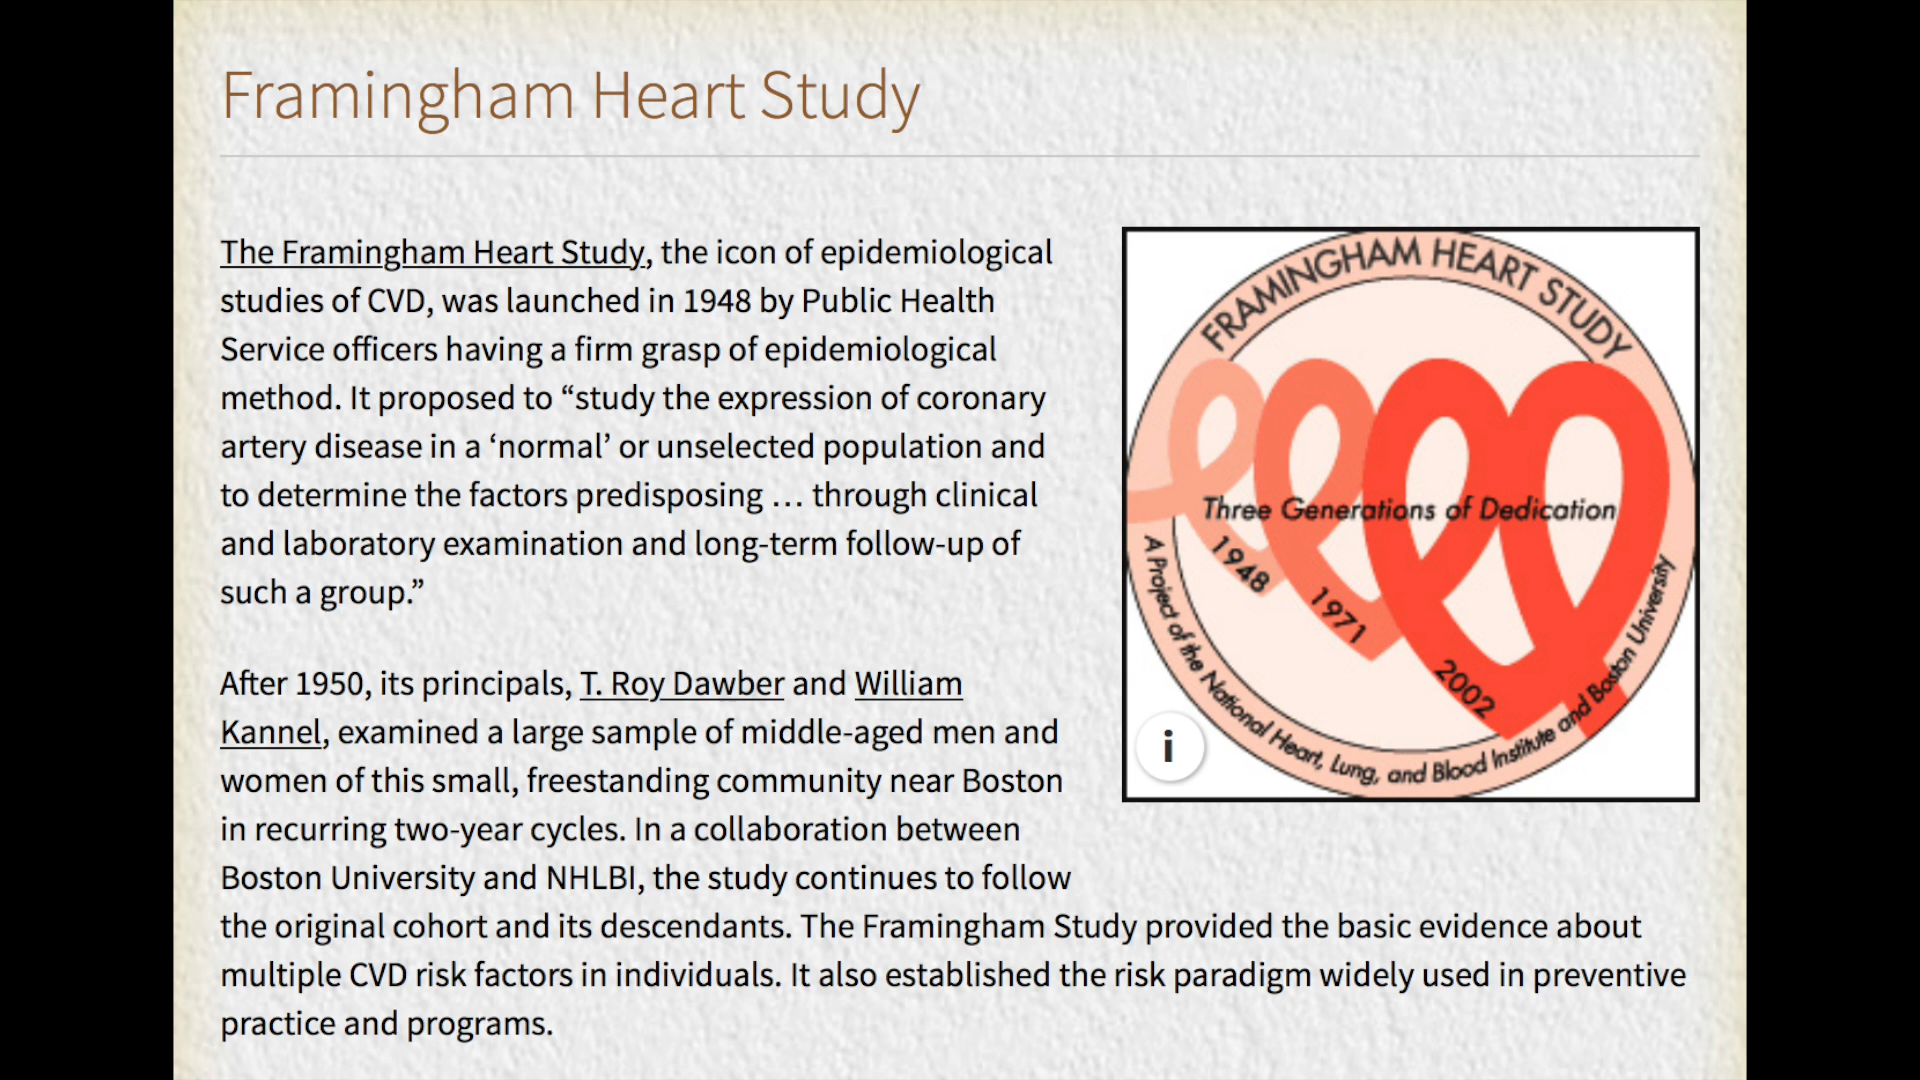 Framingham Heart Study
The Framingham Heart Study, the icon of epidemiological
studies of CVD, was launched in 1948 by Public Health
Service officers having a firm grasp of epidemiological
method. It proposed to “study the expression of coronary
artery disease in a ‘normal’ or unselected population and
to determine the factors predisposing … through clinical
and laboratory examination and long-term follow-up of
such a group.”
After 1950, its principals, T. Roy Dawber and William
Kannel, examined a large sample of middle-aged men and
women of this small, freestanding community near Boston
in recurring two-year cycles. In a collaboration between
Boston University and NHLBI, the study continues to follow
the original cohort and its descendants. The Framingham Study provided the basic evidence about
multiple CVD risk factors in individuals. It also established the risk paradigm widely used in preventive
practice and programs.
FRAMINGHAM HEART STUDY
Three Generations of Dedication
1948
1971
2002
A Project of the National Heart, Lung, and Blood Institute and Boston University
i